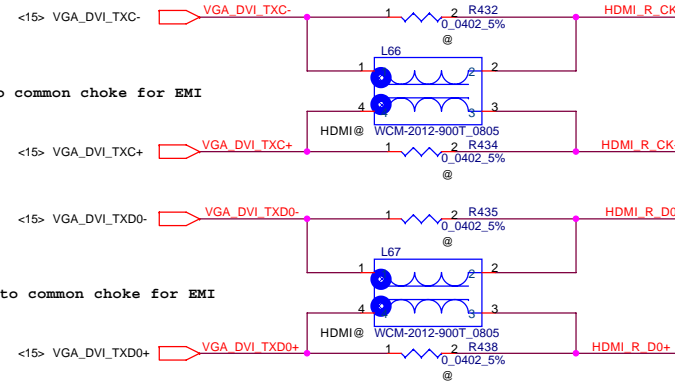 <15> VGA_DVI_TXC- VGA_DVI_TXC- 1 2 R432 HDMI_R_CK
0_0402_5%
@
L66
1 2 2
common choke for EMI
4 3 3
HDMI@ WCM-2012-900T_0805
<15> VGA_DVI_TXC+ VGA_DVI_TXC+ 1 2 R434 HDMI_R_CK
0_0402_5%
@
<15> VGA_DVI_TXD0- VGA_DVI_TXD0- 1 2 R435 HDMI_R_D0
0_0402_5%
@
L67
1 2 2
to common choke for EMI
4 3 3
HDMI@ WCM-2012-900T_0805
<15> VGA_DVI_TXD0+ VGA_DVI_TXD0+ 1 2 R438 HDMI_R_D0+
0_0402_5%
@